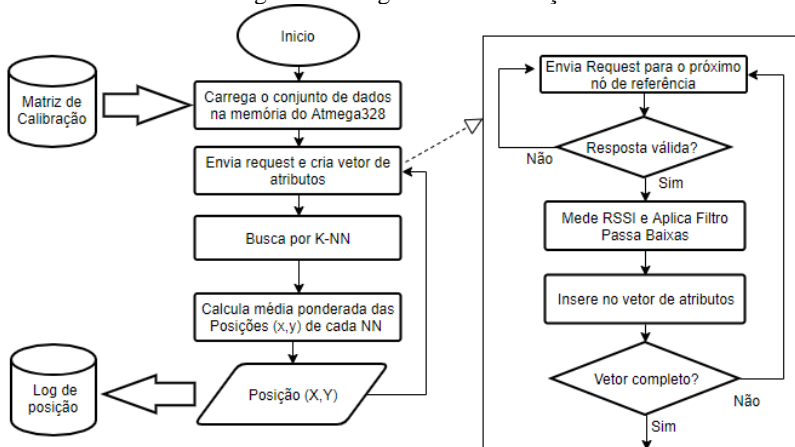 Inicio
Matriz de
Calibração
Carrega o conjunto de dados
na memória do Atmega328
Envia request e cria vetor de
atributos
Busca por K-NN
Calcula média ponderada das
Posições (x,y) de cada NN
Log de
posição
Posição (X,Y)
Envia Request para o próximo
nó de referência
Resposta válida?
Não
Sim
Mede RSSI e Aplica Filtro
Passa Baixas
Insere no vetor de atributos
Vetor completo?
Não
Sim